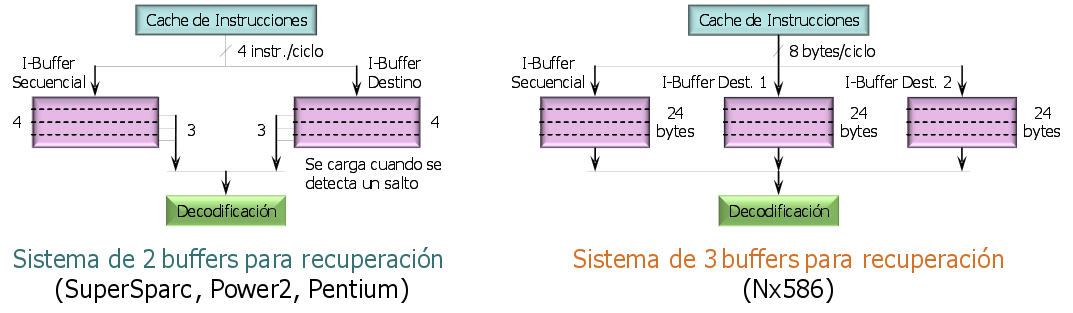 Cache de Instrucciones
4 instr./ciclo
I-Buffer
Secuencial
I-Buffer
Destino
4
3
3
4
Se carga cuando se
detecta un salto
Decodificación
Sistema de 2 buffers para recuperación
(SuperSparc, Power2, Pentium)
Cache de Instrucciones
8 bytes/ciclo
I-Buffer
Secuencial
I-Buffer Dest. 1
I-Buffer Dest. 2
24
bytes
24
bytes
24
bytes
Decodificación
Sistema de 3 buffers para recuperación
(Nx586)